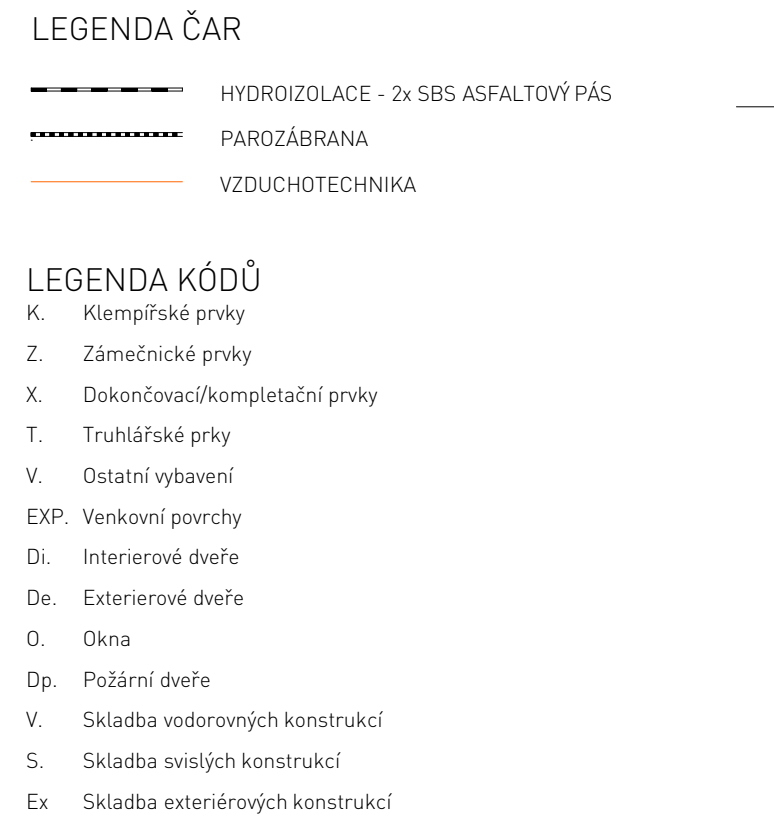 LEGENDA ČAR
HYDROIZOLACE - 2x SBS ASFALTOVÝ PÁS
PAROZÁBRANA
VZDUCHOTECHNIKA
LEGENDA KÓDŮ
K. Klempířské prvky
Z. Zámečnické prvky
X. Dokončovací/kompletační prvky
T. Truhlářské prky
V. Ostatní vybavení
EXP. Venkovní povrchy
Di. Interierové dveře
De. Exterierové dveře
O. Okna
Dp. Požární dveře
V. Skladba vodorovných konstrukcí
S. Skladba svislých konstrukcí
Ex Skladba exteriérových konstrukcí